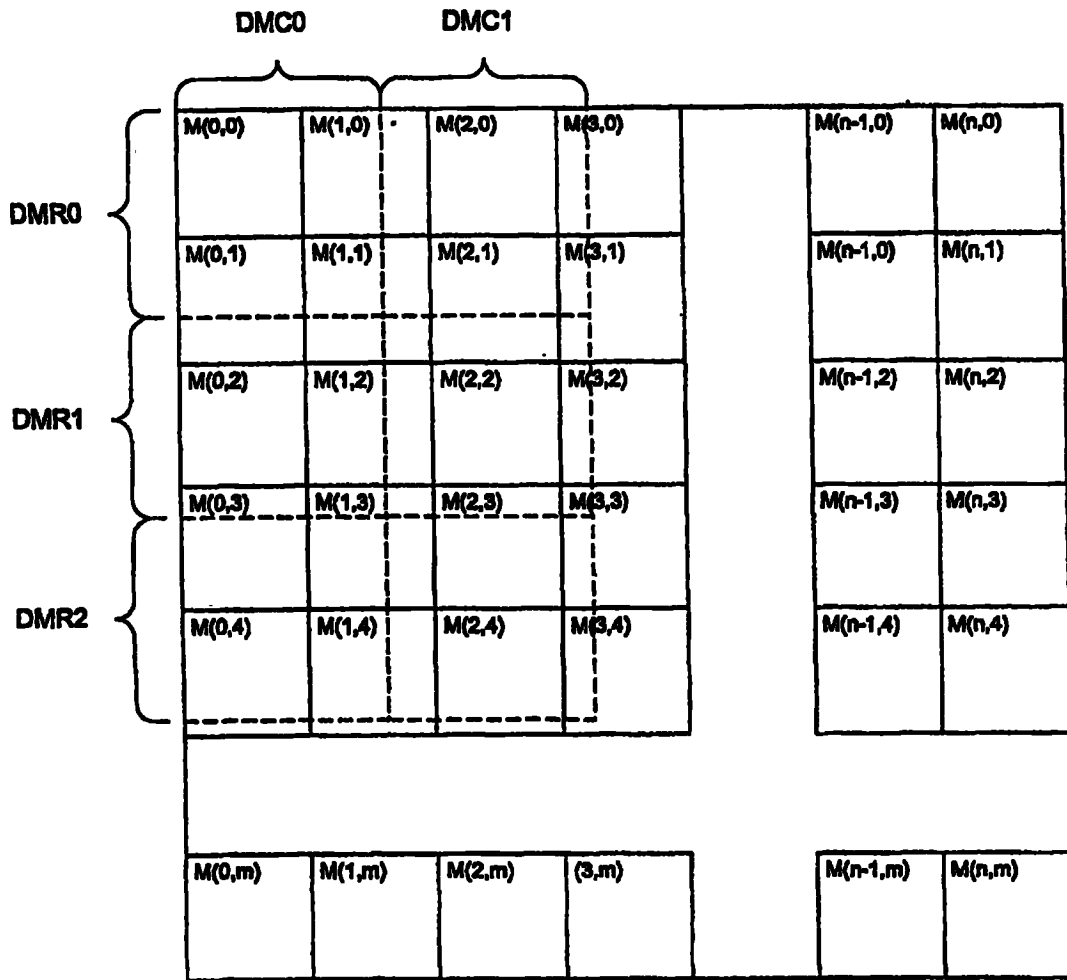 DMC0 DMC1
M(0,0) M(1,0) M(2,0) M(3,0) M(n-1,0) M(n,0)
DMR0
M(0,1) M(1,1) M(2,1) M(3,1) M(n-1,0) M(n,1)
M(0,2) M(1,2) M(2,2) M(3,2) M(n-1,2) M(n,2)
DMR1
M(0,3) M(1,3) M(2,3) M(3,3) M(n-1,3) M(n,3)
DMR2
M(0,4) M(1,4) M(2,4) M(3,4) M(n-1,4) M(n,4)
M(0,m) M(1,m) M(2,m) (3,m) M(n-1,m) M(n,m)